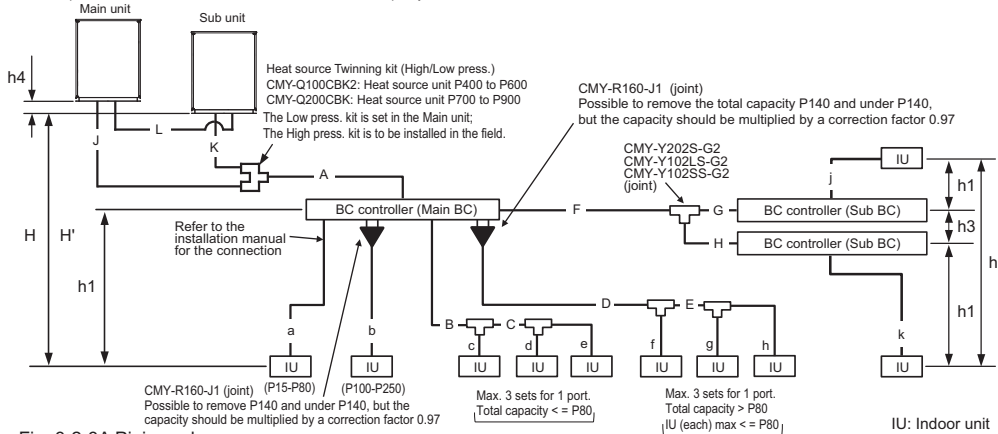 Main unit
Sub unit
h4
Heat source Twinning kit (High/Low press.)
CMY-Q100CBK2: Heat source unit P400 to P600
CMY-Q200CBK: Heat source unit P700 to P900
The Low press. kit is set in the Main unit;
The High press. kit is to be installed in the field.
CMY-R160-J1 (joint)
Possible to remove the total capacity P140 and under P140,
but the capacity should be multiplied by a correction factor 0.97
L
J
K
A
CMY-Y202S-G2
CMY-Y102LS-G2
CMY-Y102SS-G2
(joint)
IU
j
h1
BC controller (Main BC)
F
G
BC controller (Sub BC)
h3
H
BC controller (Sub BC)
H
H'
h1
Refer to the
installation manual
for the connection
h
h1
D
E
B
C
a
b
c
d
e
f
g
h
k
IU
IU
IU
IU
IU
IU
IU
IU
IU
(P15-P80)
(P100-P250)
CMY-R160-J1 (joint)
Possible to remove P140 and under P140, but the
capacity should be multiplied by a correction factor 0.97
Max. 3 sets for 1 port.
Total capacity < = P80
Max. 3 sets for 1 port.
Total capacity > P80
IU (each) max < = P80
IU: Indoor unit